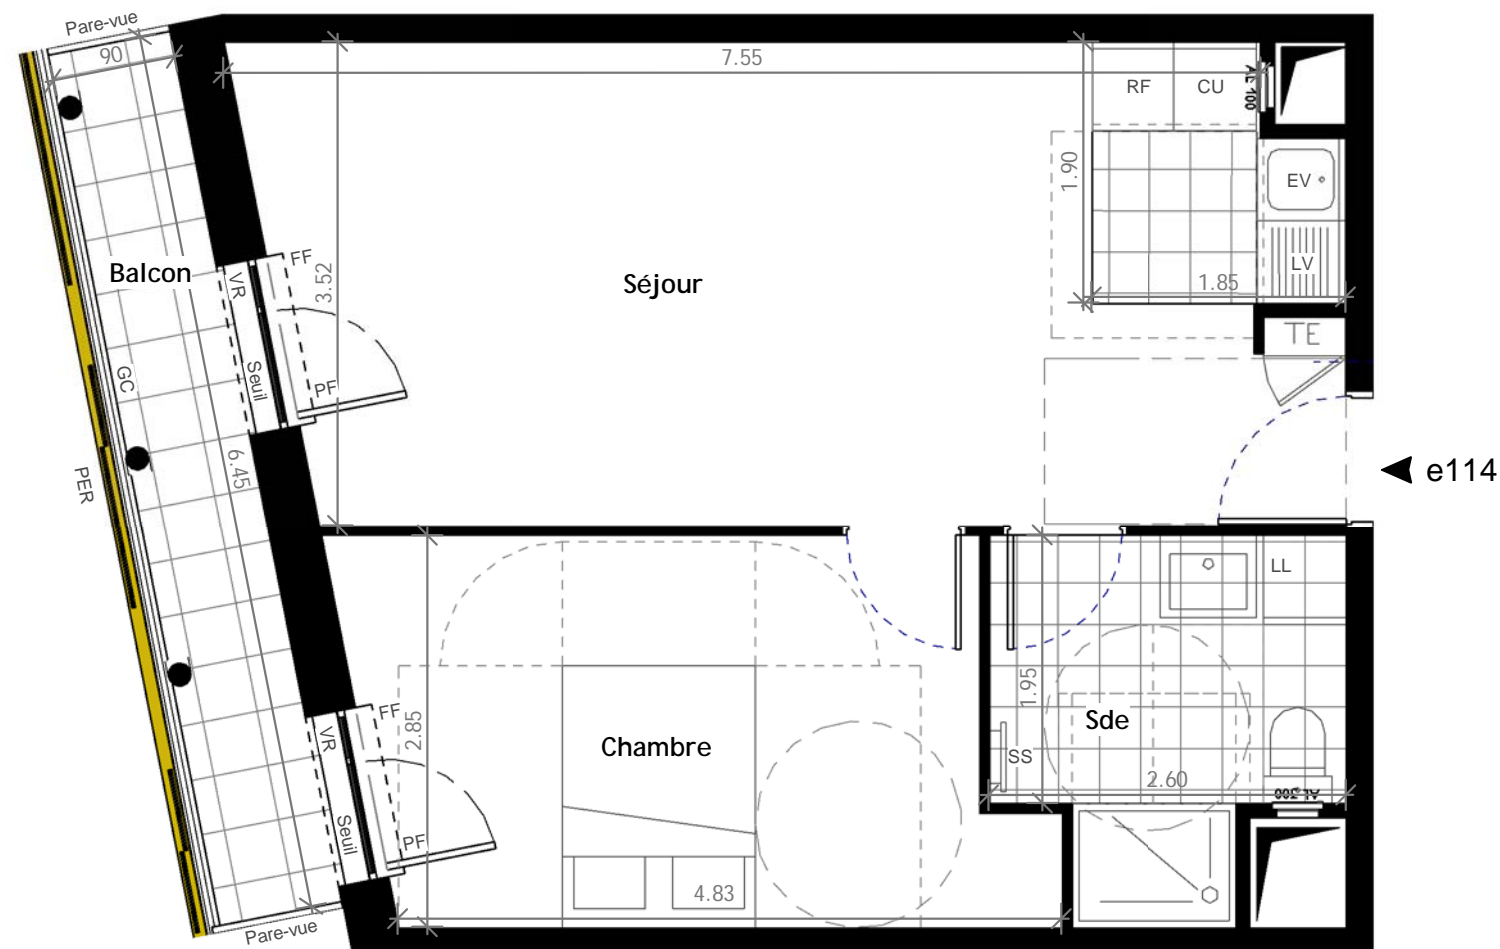 Pare-vue
90
7.55
RF
CU
AL 100
1.90
EV
Balcon
FF
VR
3.52
Séjour
LV
1.85
TE
GC
Seuil
PF
6.45
PER
e114
LL
1.95
Sde
FF
VR
2.85
Chambre
SS
2.60
AL 200
Seuil
PF
4.83
Pare-vue